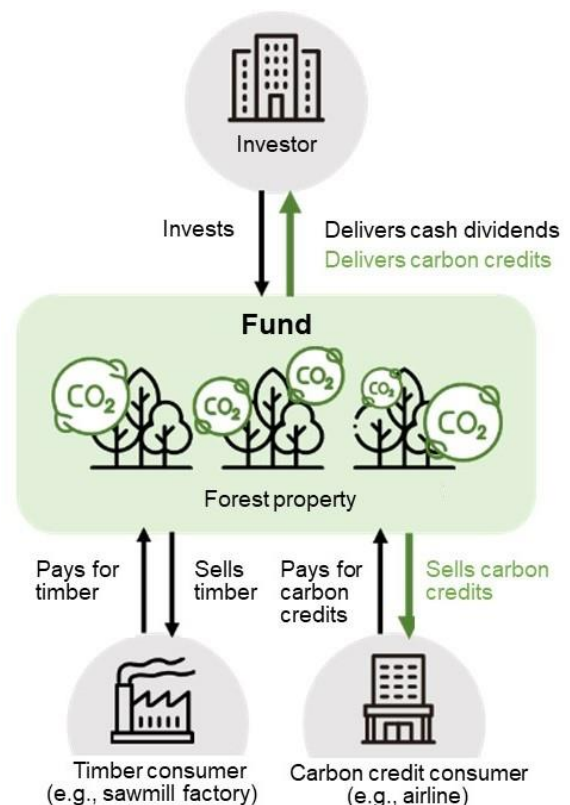 Investor
Invests
Delivers cash dividends
Delivers carbon credits
Fund
CO2
CO2
CO2
CO2
CO2
Forest property
Pays for
timber
Sells
timber
Pays for
carbon
credits
Sells carbon
credits
Timber consumer
(e.g., sawmill factory)
Carbon credit consumer
(e.g., airline)